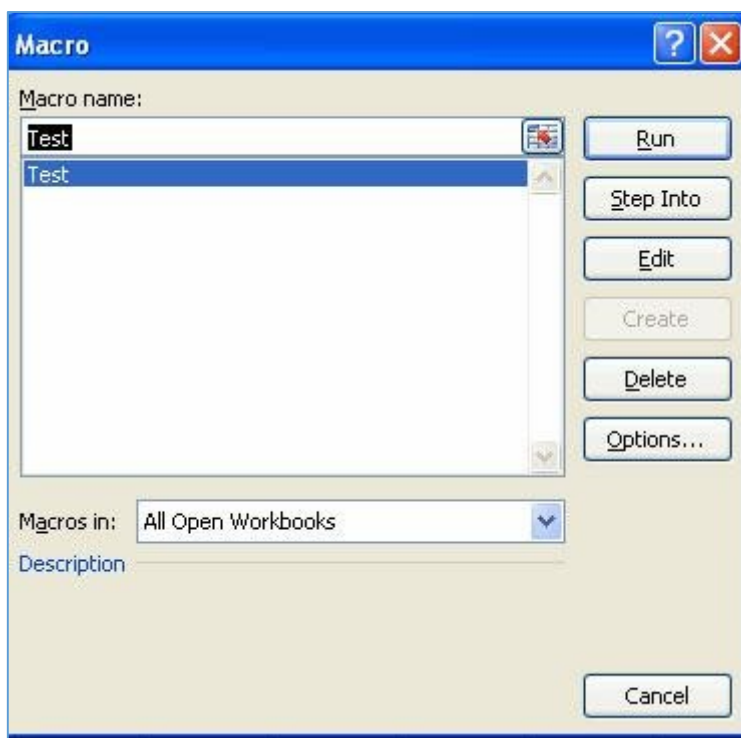 Macro
Macro name:
Test
Test
Run
Step Into
Edit
Create
Delete
Options...
Macros in: All Open Workbooks
Description
Cancel